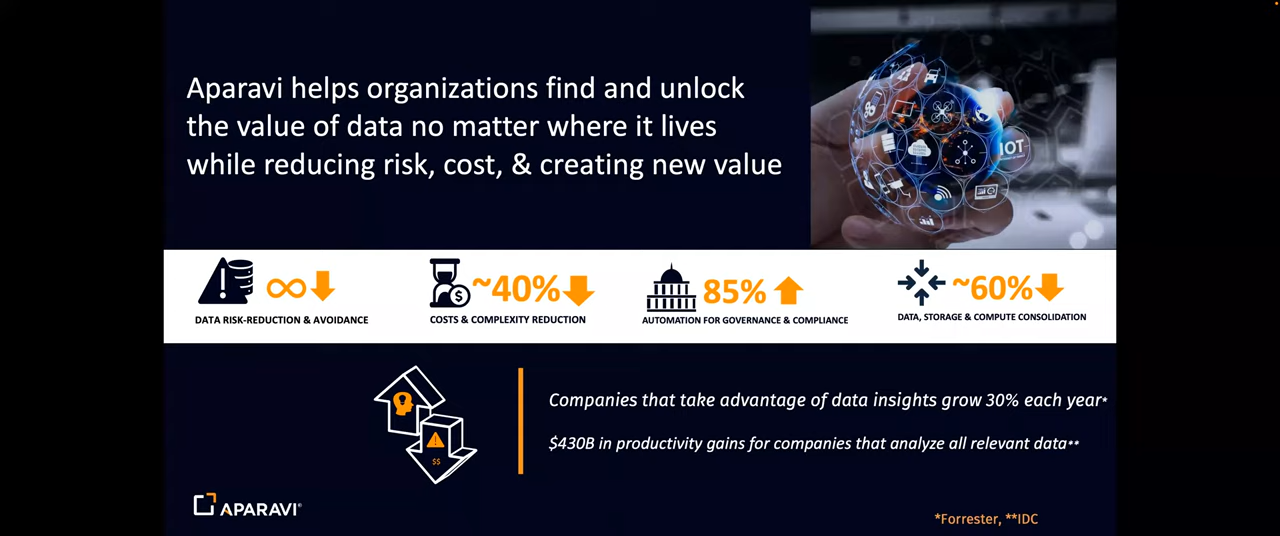 Aparavi helps organizations find and unlock
the value of data no matter where it lives
while reducing risk, cost, & creating new value
IOT
∞
DATA RISK-REDUCTION & AVOIDANCE
$
~40%
COSTS & COMPLEXITY REDUCTION
85%
AUTOMATION FOR GOVERNANCE & COMPLIANCE
~60%
DATA, STORAGE & COMPUTE CONSOLIDATION
Companies that take advantage of data insights grow 30% each year*
$430B in productivity gains for companies that analyze all relevant data**
$$
APARAVI®
*Forrester, **IDC